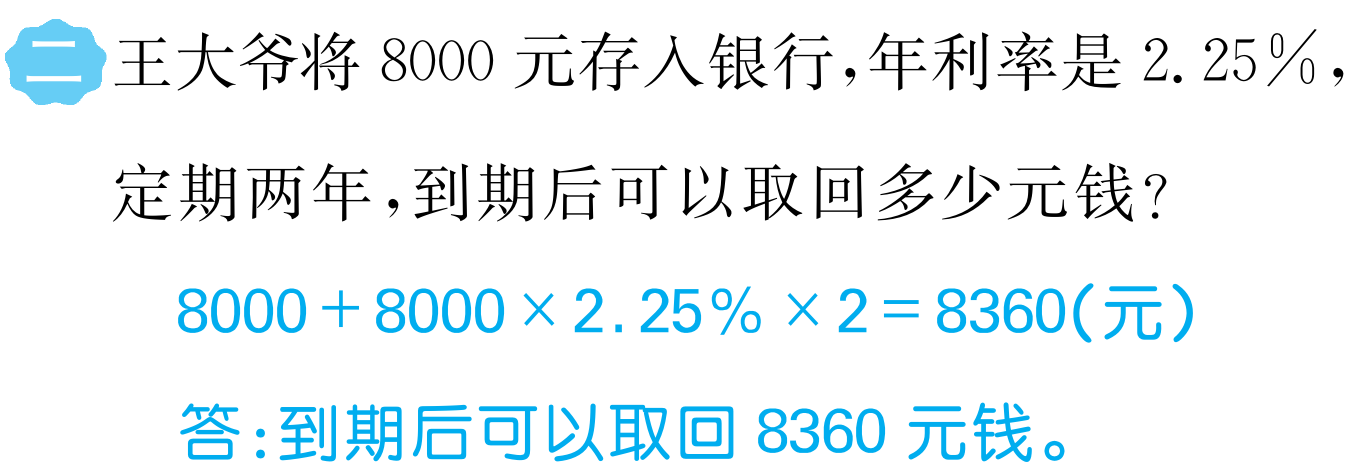 二 王大爷将 8000 元存入银行,年利率是 2.25%,
定期两年,到期后可以取回多少元钱?
8000+8000×2.25%×2=8360(元)
答:到期后可以取回 8360 元钱。